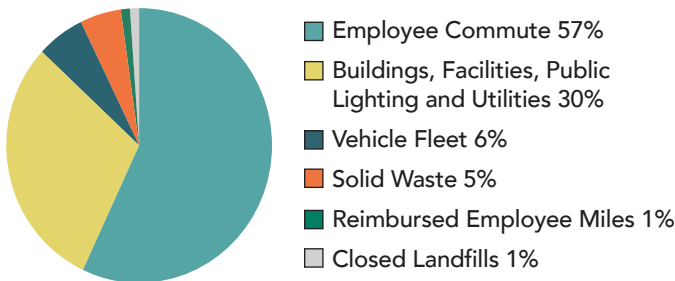 Employee Commute 57%
Buildings, Facilities, Public
Lighting and Utilities 30%
Vehicle Fleet 6%
Solid Waste 5%
Reimbursed Employee Miles 1%
Closed Landfills 1%